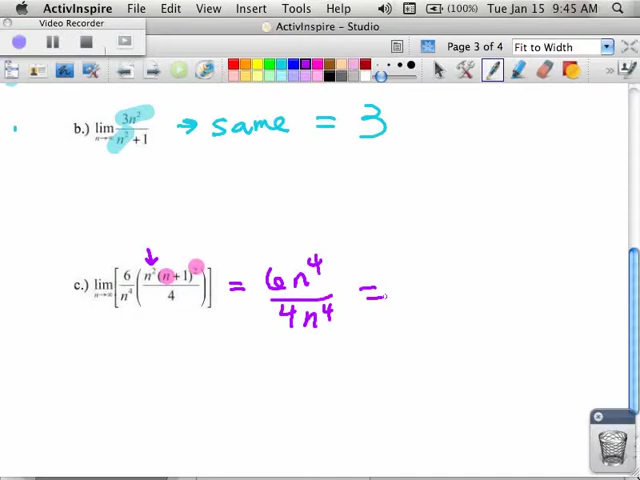 ActivInspire File Edit View Insert Tools Help (100%) Tue Jan 15 9:45 AM
Video Recorder
ActivInspire - Studio
Page 3 of 4 Fit to Width
b.) lim n→∞ 3n² / n² + 1 → same = 3
c.) lim n→∞ [ 6 / n⁴ ( n²(n+1)² / 4 ) ] = 6n⁴ / 4n⁴ =